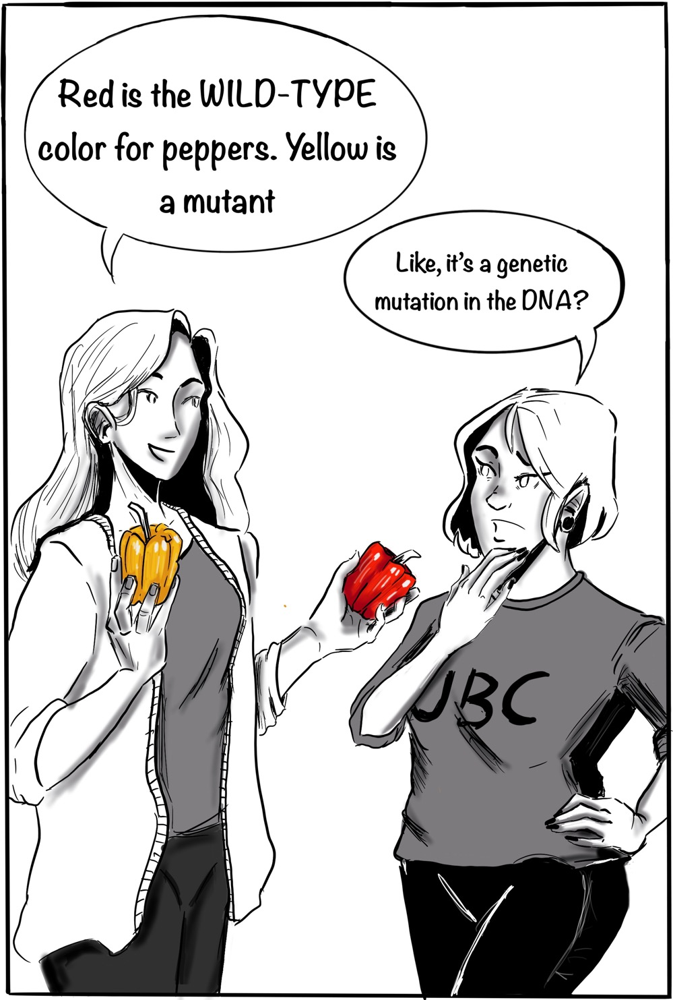 Red is the WILD-TYPE
color for peppers. Yellow is
a mutant
Like, it's a genetic
mutation in the DNA?
JBC